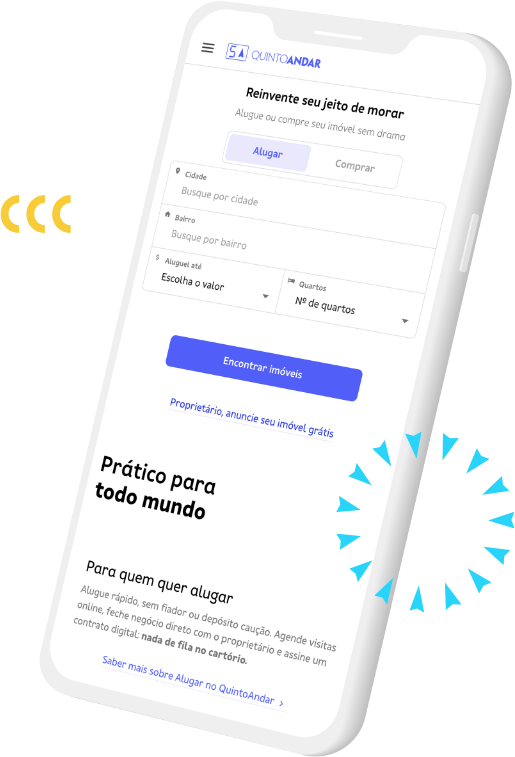 5A QUINTOANDAR
Reinvente seu jeito de morar
Alugue ou compre seu imóvel sem drama
Alugar Comprar
Cidade
Busque por cidade
Bairro
Busque por bairro
Aluguel até
Escolha o valor
Quartos
Nº de quartos
Encontrar imóveis
Proprietário, anuncie seu imóvel grátis
Prático para
todo mundo
Para quem quer alugar
Alugue rápido, sem fiador ou depósito caução. Agende visitas
online, feche negócio direto com o proprietário e assine um
contrato digital: nada de fila no cartório.
Saber mais sobre Alugar no QuintoAndar >